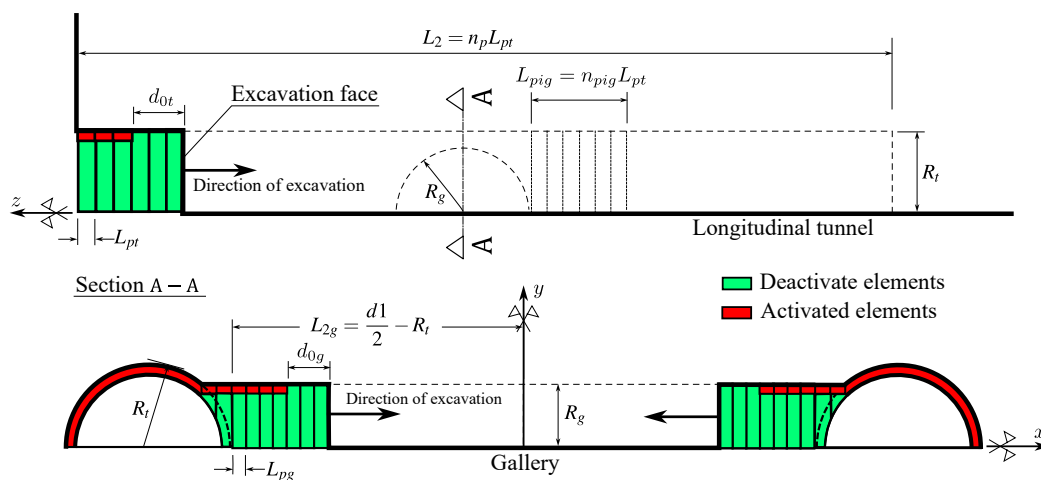 L_2 = n_p L_pt
L_pig = n_pig L_pt
d_0t
Excavation face
A
R_g
R_t
Direction of excavation
z
L_pt
A
Longitudinal tunnel
Section A – A
Deactivate elements
Activated elements
y
L_2g = d1/2 − R_t
d_0g
R_t
Direction of excavation
R_g
x
L_pg
Gallery